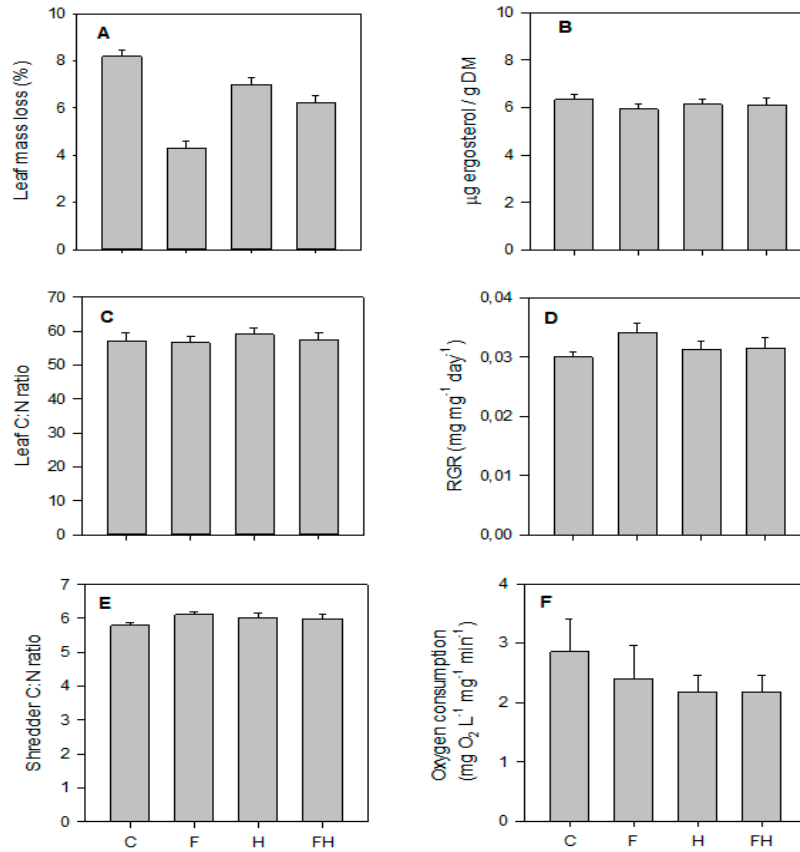 A
Leaf mass loss (%)
10
8
6
4
2
0
B
µg ergosterol / g DM
10
8
6
4
2
0
C
Leaf C:N ratio
70
60
50
40
30
20
10
0
D
RGR (mg mg⁻¹ day⁻¹)
0,04
0,03
0,02
0,01
0,00
E
Shredder C:N ratio
7
6
5
4
3
2
1
0
C F H FH
F
Oxygen consumption
(mg O₂ L⁻¹ mg⁻¹ min⁻¹)
4
3
2
1
0
C F H FH